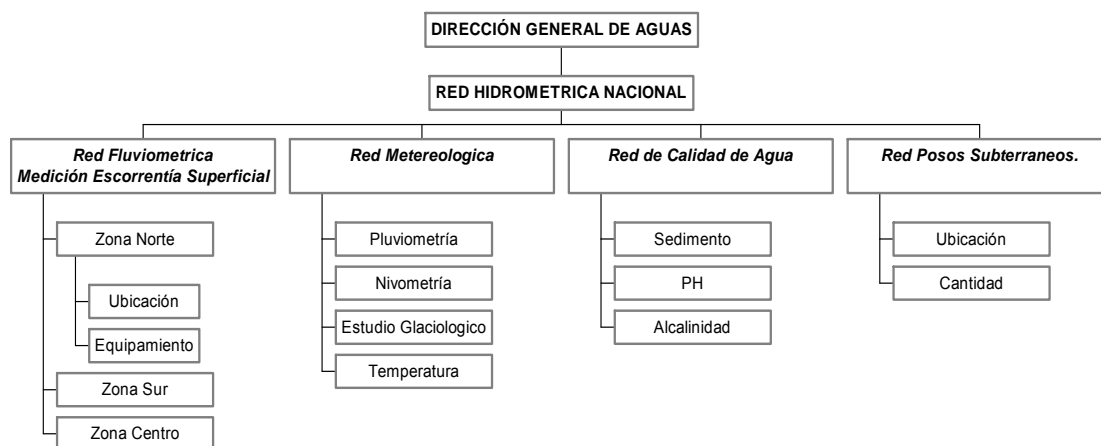 DIRECCIÓN GENERAL DE AGUAS
RED HIDROMETRICA NACIONAL
Red Fluviometrica
Medición Escorrentía Superficial
Zona Norte
Ubicación
Equipamiento
Zona Sur
Zona Centro
Red Metereologica
Pluviometría
Nivometría
Estudio Glaciologico
Temperatura
Red de Calidad de Agua
Sedimento
PH
Alcalinidad
Red Posos Subterraneos.
Ubicación
Cantidad